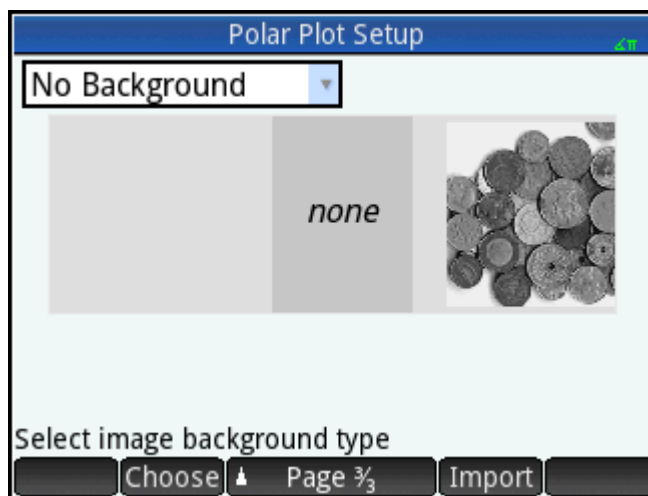 Polar Plot Setup
∡π
No Background
none
Select image background type
Choose Page 3/3 Import